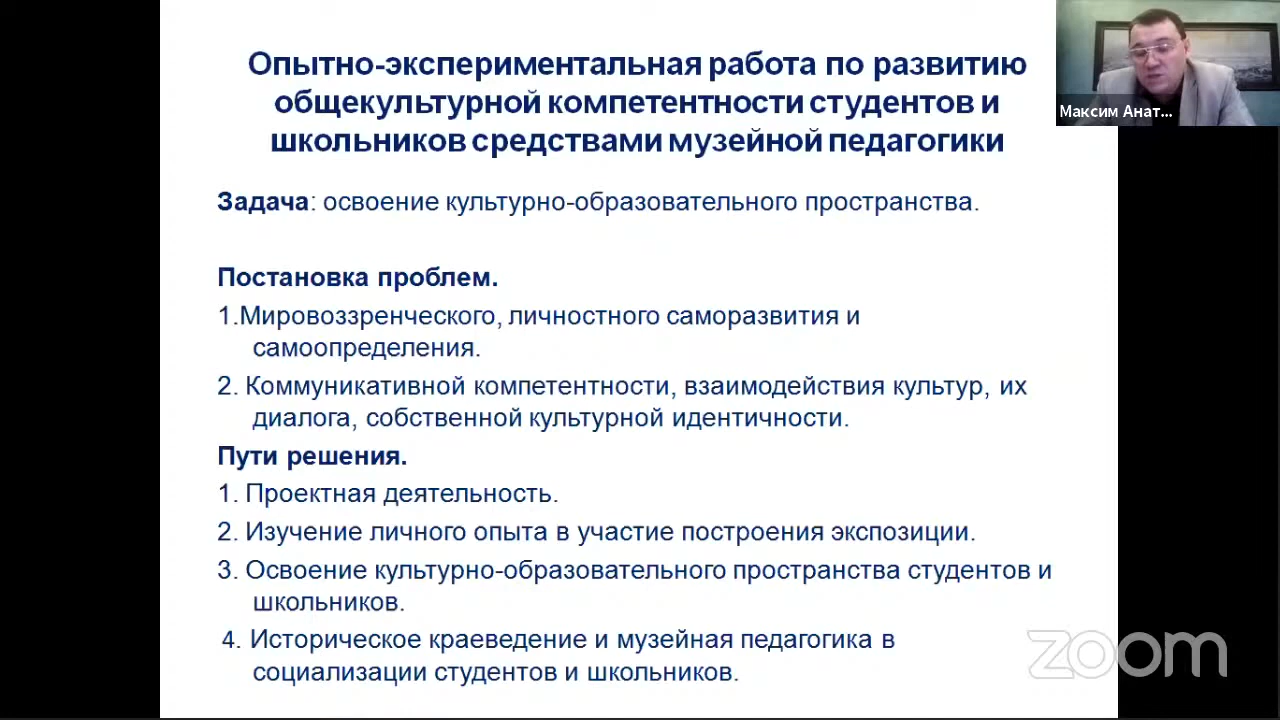 Опытно-экспериментальная работа по развитию
общекультурной компетентности студентов и
школьников средствами музейной педагогики
Задача: освоение культурно-образовательного пространства.
Постановка проблем.
1.Мировоззренческого, личностного саморазвития и
самоопределения.
2. Коммуникативной компетентности, взаимодействия культур, их
диалога, собственной культурной идентичности.
Пути решения.
1. Проектная деятельность.
2. Изучение личного опыта в участие построения экспозиции.
3. Освоение культурно-образовательного пространства студентов и
школьников.
4. Историческое краеведение и музейная педагогика в
социализации студентов и школьников.
Максим Анат...
zoom